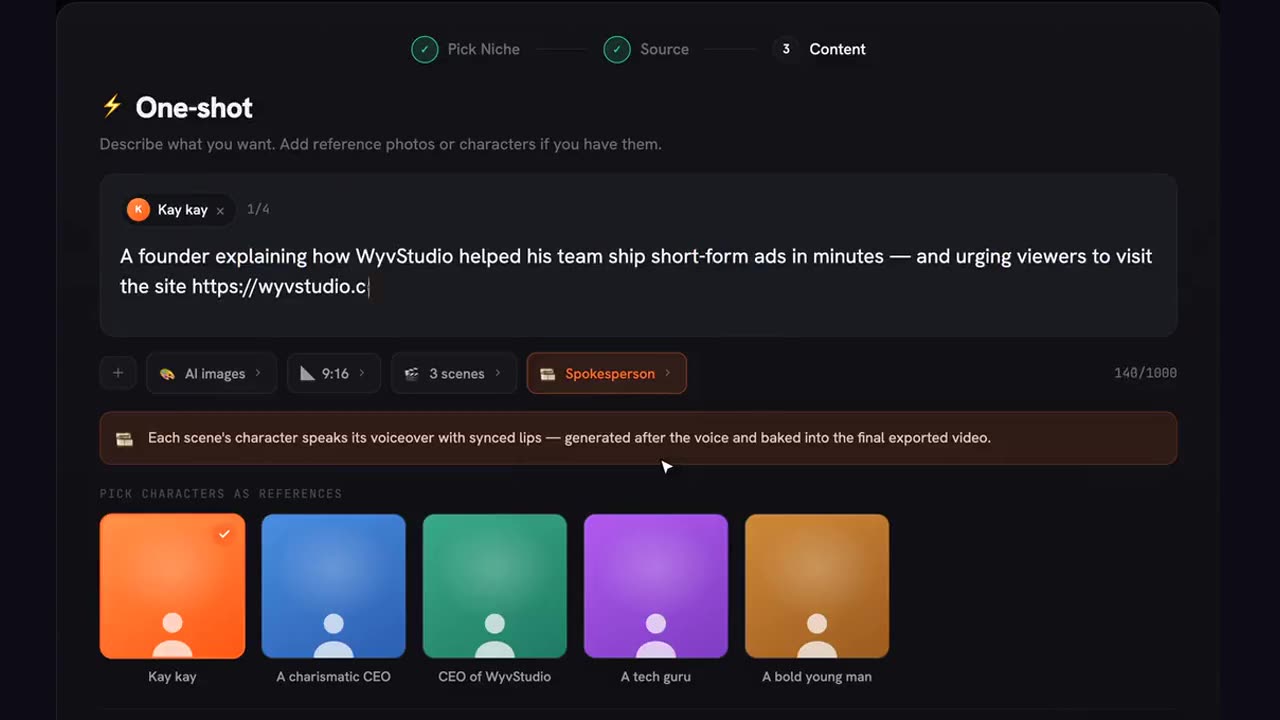 ✓ Pick Niche ✓ Source 3 Content
⚡ One-shot
Describe what you want. Add reference photos or characters if you have them.
K Kay kay × 1/4
A founder explaining how WyvStudio helped his team ship short-form ads in minutes — and urging viewers to visit
the site https://wyvstudio.c
+ AI images › 9:16 › 3 scenes › Spokesperson › 140/1000
Each scene's character speaks its voiceover with synced lips — generated after the voice and baked into the final exported video.
PICK CHARACTERS AS REFERENCES
Kay kay A charismatic CEO CEO of WyvStudio A tech guru A bold young man